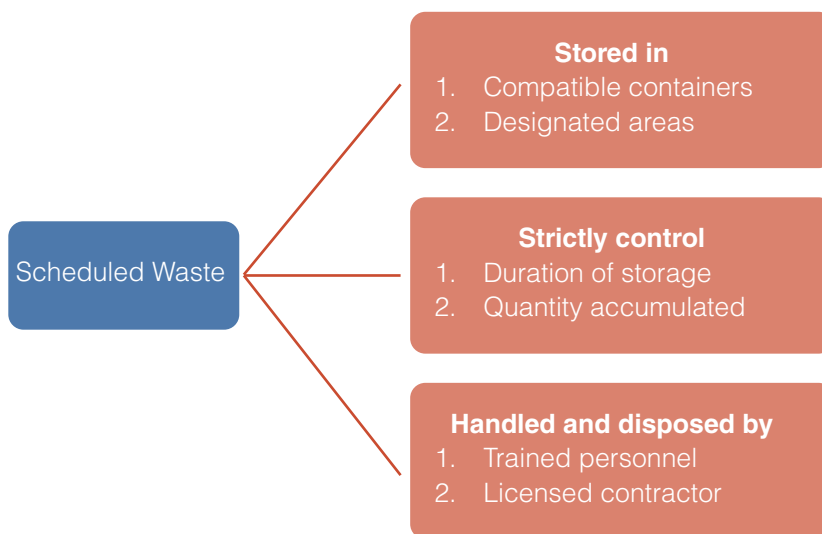 Stored in
1. Compatible containers
2. Designated areas
Scheduled Waste
Strictly control
1. Duration of storage
2. Quantity accumulated
Handled and disposed by
1. Trained personnel
2. Licensed contractor